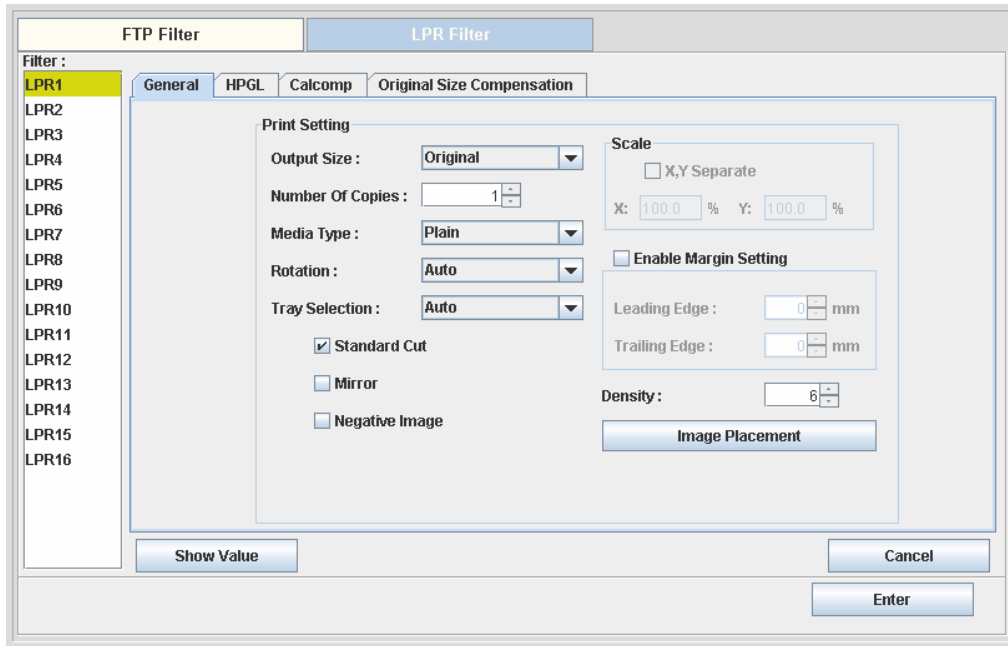 FTP Filter
LPR Filter
Filter :
LPR1
LPR2
LPR3
LPR4
LPR5
LPR6
LPR7
LPR8
LPR9
LPR10
LPR11
LPR12
LPR13
LPR14
LPR15
LPR16
General
HPGL
Calcomp
Original Size Compensation
Print Setting
Output Size : Original
Number Of Copies : 1
Media Type : Plain
Rotation : Auto
Tray Selection : Auto
Standard Cut
Mirror
Negative Image
Scale
X,Y Separate
X: 100.0 % Y: 100.0 %
Enable Margin Setting
Leading Edge : 0 mm
Trailing Edge : 0 mm
Density : 6
Image Placement
Show Value
Cancel
Enter